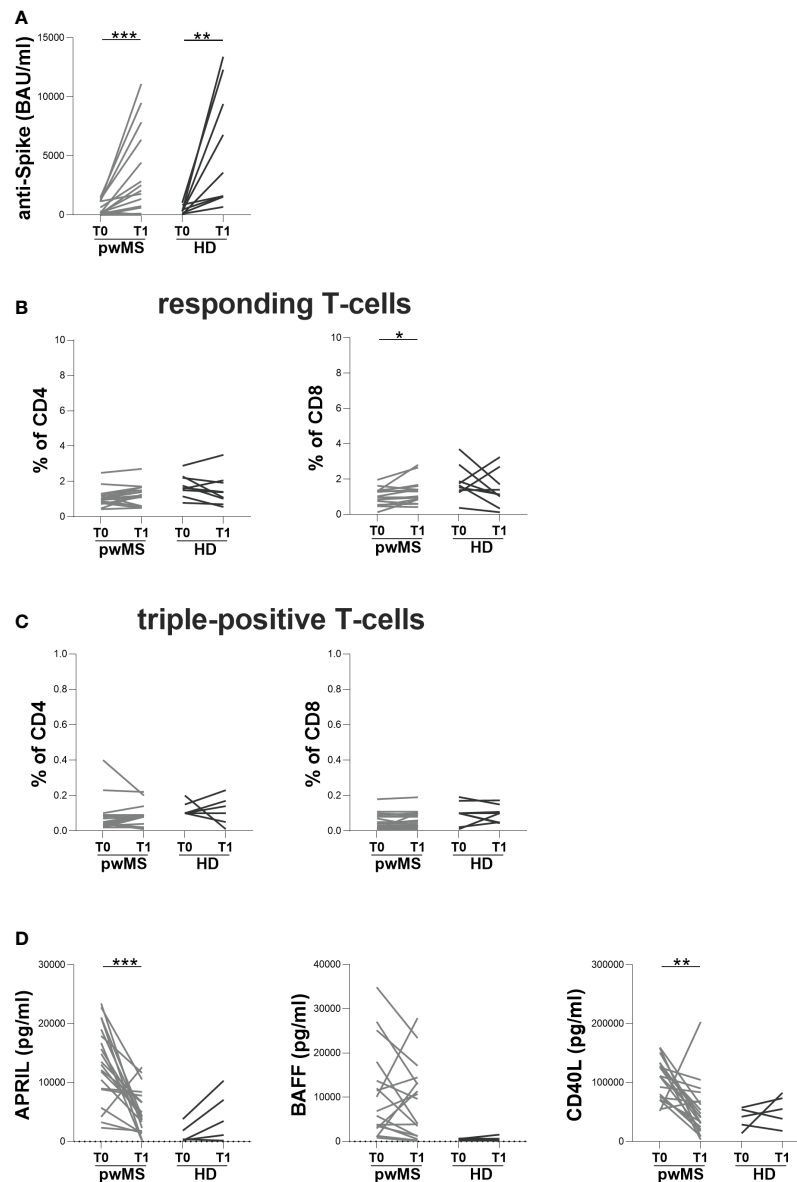 A
*** **
15000
10000
5000
0
anti-Spike (BAU/ml)
T0 T1 T0 T1
pwMS HD
B
responding T-cells
10
8
6
4
2
0
% of CD4
T0 T1 T0 T1
pwMS HD
*
10
8
6
4
2
0
% of CD8
T0 T1 T0 T1
pwMS HD
C
triple-positive T-cells
1.0
0.8
0.6
0.4
0.2
0.0
% of CD4
T0 T1 T0 T1
pwMS HD
1.0
0.8
0.6
0.4
0.2
0.0
% of CD8
T0 T1 T0 T1
pwMS HD
D
***
30000
20000
10000
0
APRIL (pg/ml)
T0 T1 T0 T1
pwMS HD
40000
30000
20000
10000
0
BAFF (pg/ml)
T0 T1 T0 T1
pwMS HD
**
300000
200000
100000
0
CD40L (pg/ml)
T0 T1 T0 T1
pwMS HD